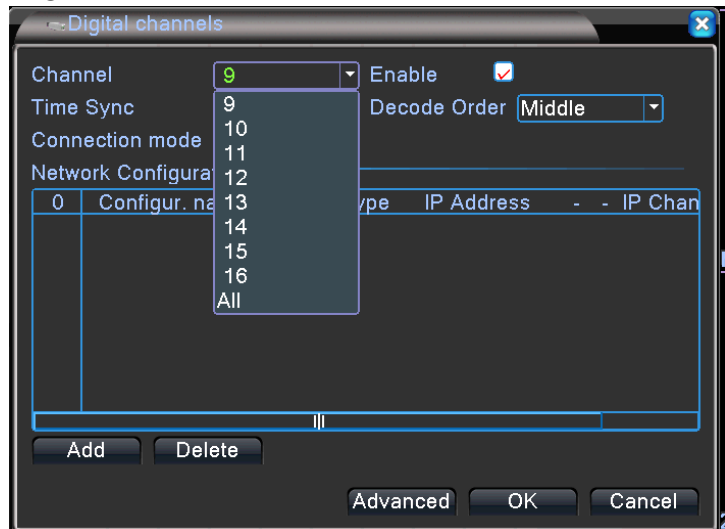 Digital channels
Channel 9 Enable
Time Sync 9 Decode Order Middle
Connection mode 10
11
Network Configura 12
0 Configur. na 13 ype IP Address - - IP Chan
14
15
16
All
Add Delete
Advanced OK Cancel